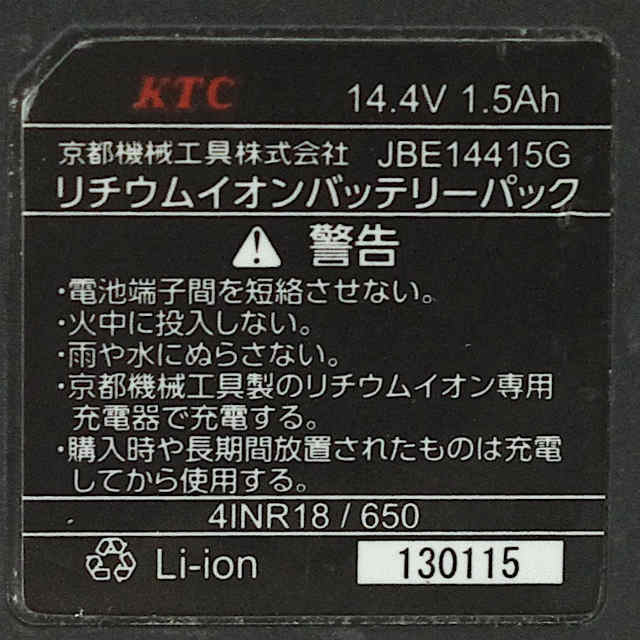 KTC
14.4V 1.5Ah
京都機械工具株式会社 JBE14415G
リチウムイオンバッテリーパック
警告
・電池端子間を短絡させない。
・火中に投入しない。
・雨や水にぬらさない。
・京都機械工具製のリチウムイオン専用
充電器で充電する。
・購入時や長期間放置されたものは充電
してから使用する。
4INR18 / 650
Li-ion
130115